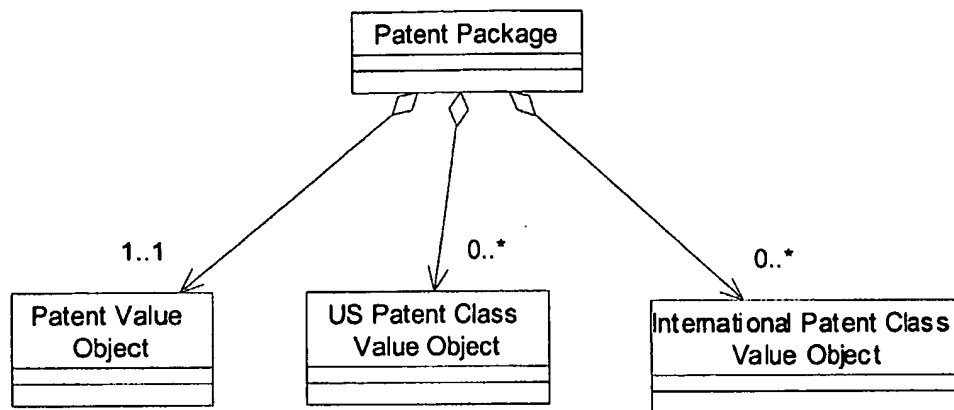 Patent Package
1..1
0..*
0..*
Patent Value
Object
US Patent Class
Value Object
International Patent Class
Value Object